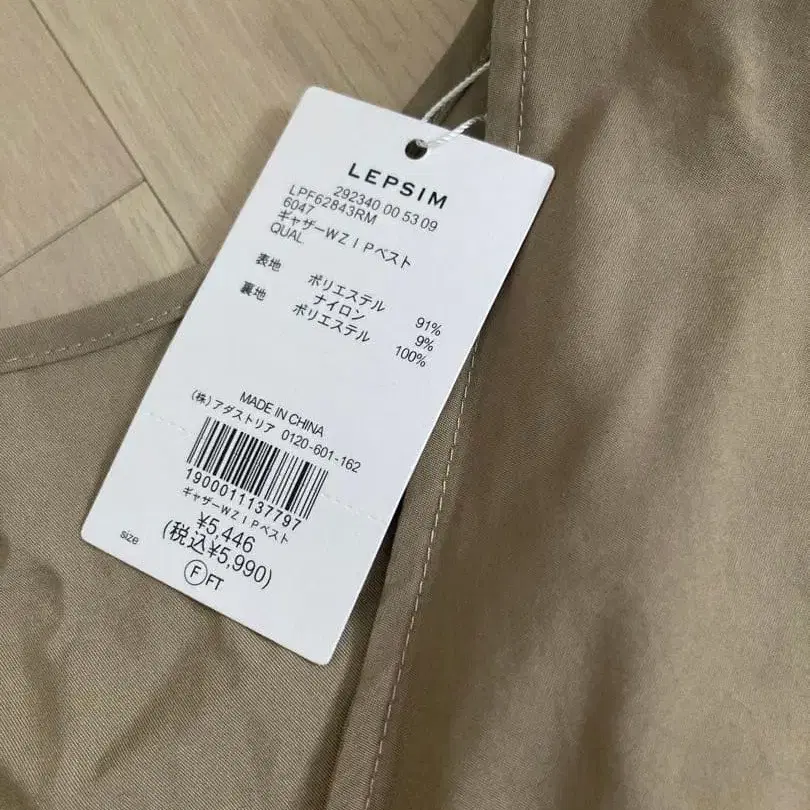 LEPSIM
292340 00 53 09
LPF62843RM
6047
ギャザーWZIPベスト
QUAL
表地 ポリエステル 91%
ナイロン 9%
裏地 ポリエステル 100%
MADE IN CHINA
(株)アダストリア 0120-601-162
1900011137797
ギャザーWZIPベスト
¥5,446
(税込¥5,990)
size Ⓕ FT